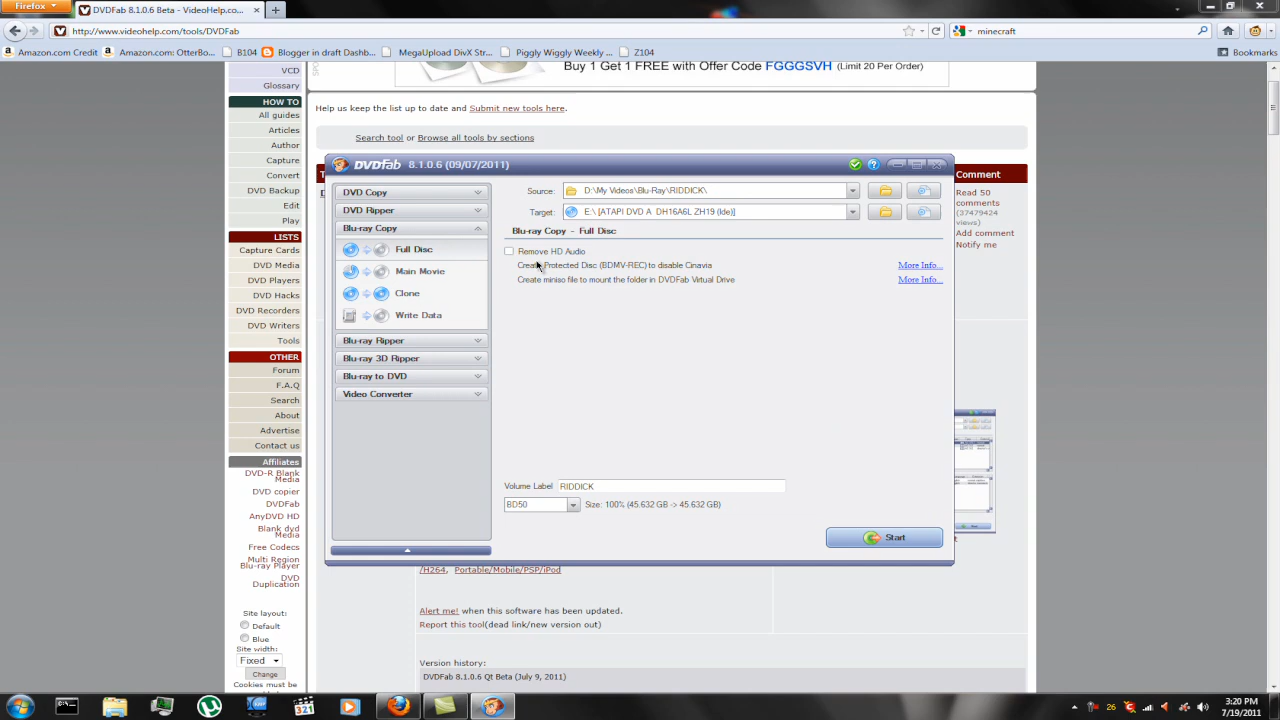 Firefox
DVDFab 8.1.0.6 Beta - VideoHelp.com...
http://www.videohelp.com/tools/DVDFab
minecraft
Amazon.com Credit
Amazon.com: OtterBo...
B104
Blogger in draft Dashb...
MegaUpload DivX Str...
Piggly Wiggly Weekly ...
Z104
Bookmarks
VCD
Glossary
HOW TO
All guides
Articles
Author
Capture
Convert
DVD Backup
Edit
Play
LISTS
Capture Cards
DVD Media
DVD Players
DVD Hacks
DVD Recorders
DVD Writers
Tools
OTHER
Forum
F.A.Q
Search
About
Advertise
Contact us
Affiliates
DVD-R Blank
Media
DVD copier
DVDFab
AnyDVD HD
Blank dvd
Media
Free Codecs
Multi Region
Blu-ray Player
DVD
Duplication
Site layout:
Default
Blue
Site width:
Fixed
Change
Cookies must be
Buy 1 Get 1 FREE with Offer Code FGGGSVH (Limit 20 Per Order)
Help us keep the list up to date and Submit new tools here.
Search tool or Browse all tools by sections
Comment
Read 50
comments
(37479424
views)
Add comment
Notify me
DVDFab 8.1.0.6 (09/07/2011)
DVD Copy
DVD Ripper
Blu-ray Copy
Full Disc
Main Movie
Clone
Write Data
Blu-ray Ripper
Blu-ray 3D Ripper
Blu-ray to DVD
Video Converter
Source: D:\My Videos\Blu-Ray\RIDDICK\
Target: E:\ [ATAPI DVD A DH16A6L ZH19 (Ide)]
Blu-ray Copy - Full Disc
Remove HD Audio
Create Protected Disc (BDMV-REC) to disable Cinavia More Info...
Create miniso file to mount the folder in DVDFab Virtual Drive More Info...
Volume Label RIDDICK
BD50 Size: 100% (45.632 GB -> 45.632 GB)
Start
/H264, Portable/Mobile/PSP/iPod
Alert me! when this software has been updated.
Report this tool(dead link/new version out)
Version history:
DVDFab 8.1.0.6 Qt Beta (July 9, 2011)
26
3:20 PM
7/19/2011